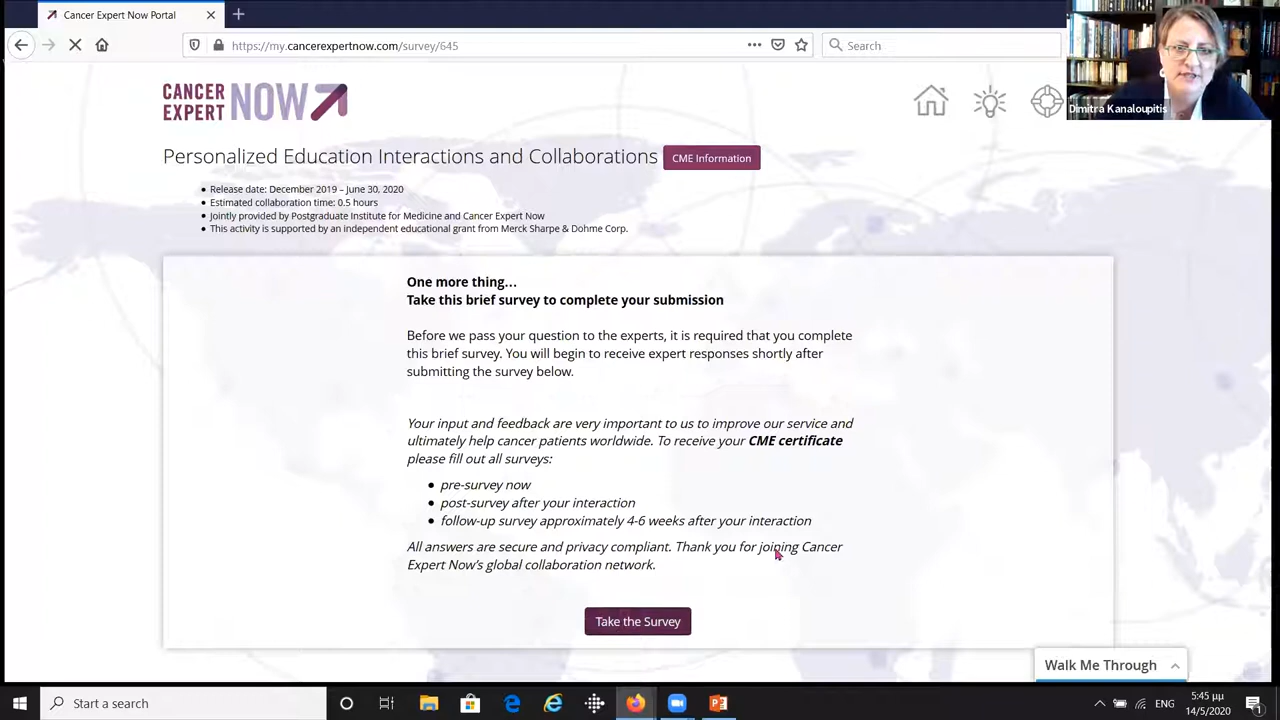 Cancer Expert Now Portal
https://my.cancerexpertnow.com/survey/645
Search
CANCER
EXPERT NOW
Dimitra Kanaloupitis
Personalized Education Interactions and Collaborations CME Information
Release date: December 2019 – June 30, 2020
Estimated collaboration time: 0.5 hours
Jointly provided by Postgraduate Institute for Medicine and Cancer Expert Now
This activity is supported by an independent educational grant from Merck Sharpe & Dohme Corp.
One more thing...
Take this brief survey to complete your submission
Before we pass your question to the experts, it is required that you complete
this brief survey. You will begin to receive expert responses shortly after
submitting the survey below.
Your input and feedback are very important to us to improve our service and
ultimately help cancer patients worldwide. To receive your CME certificate
please fill out all surveys:
pre-survey now
post-survey after your interaction
follow-up survey approximately 4-6 weeks after your interaction
All answers are secure and privacy compliant. Thank you for joining Cancer
Expert Now's global collaboration network.
Take the Survey
Walk Me Through
Start a search
ENG
5:45 μμ
14/5/2020
1